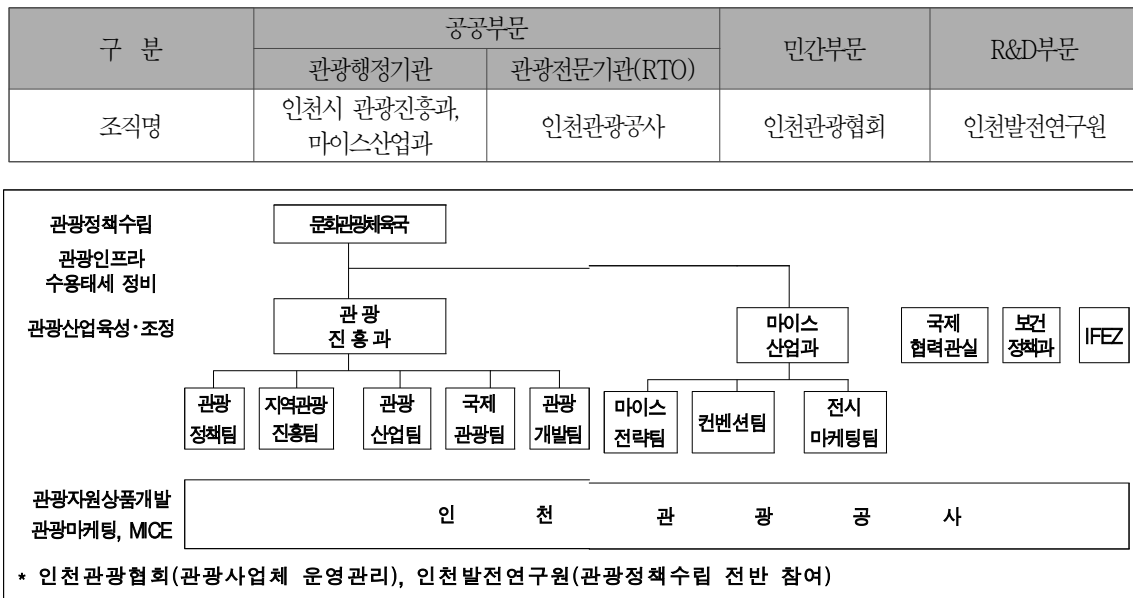 구 분 공공부문 민간부문 R&D부문
관광행정기관 관광전문기관(RTO)
조직명 인천시 관광진흥과, 마이스산업과 인천관광공사 인천관광협회 인천발전연구원
관광정책수립 문화관광체육국
관광인프라
수용태세 정비
관광산업육성·조정
관 광
진 흥 과
마이스
산업과
국제
협력관실
보건
정책과
IFEZ
관광
정책팀
지역관광
진흥팀
관광
산업팀
국제
관광팀
관광
개발팀
마이스
전략팀
컨벤션팀
전시
마케팅팀
관광자원상품개발
관광마케팅, MICE
인 천 관 광 공 사
* 인천관광협회(관광사업체 운영관리), 인천발전연구원(관광정책수립 전반 참여)